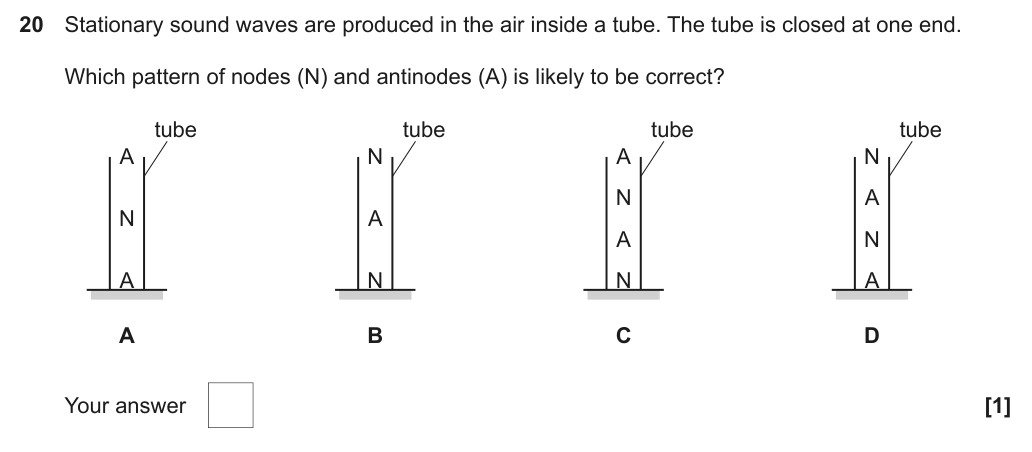 20 Stationary sound waves are produced in the air inside a tube. The tube is closed at one end.
Which pattern of nodes (N) and antinodes (A) is likely to be correct?
tube tube tube tube
A N A N
N A
N A
A N
A N N A
A B C D
Your answer [1]